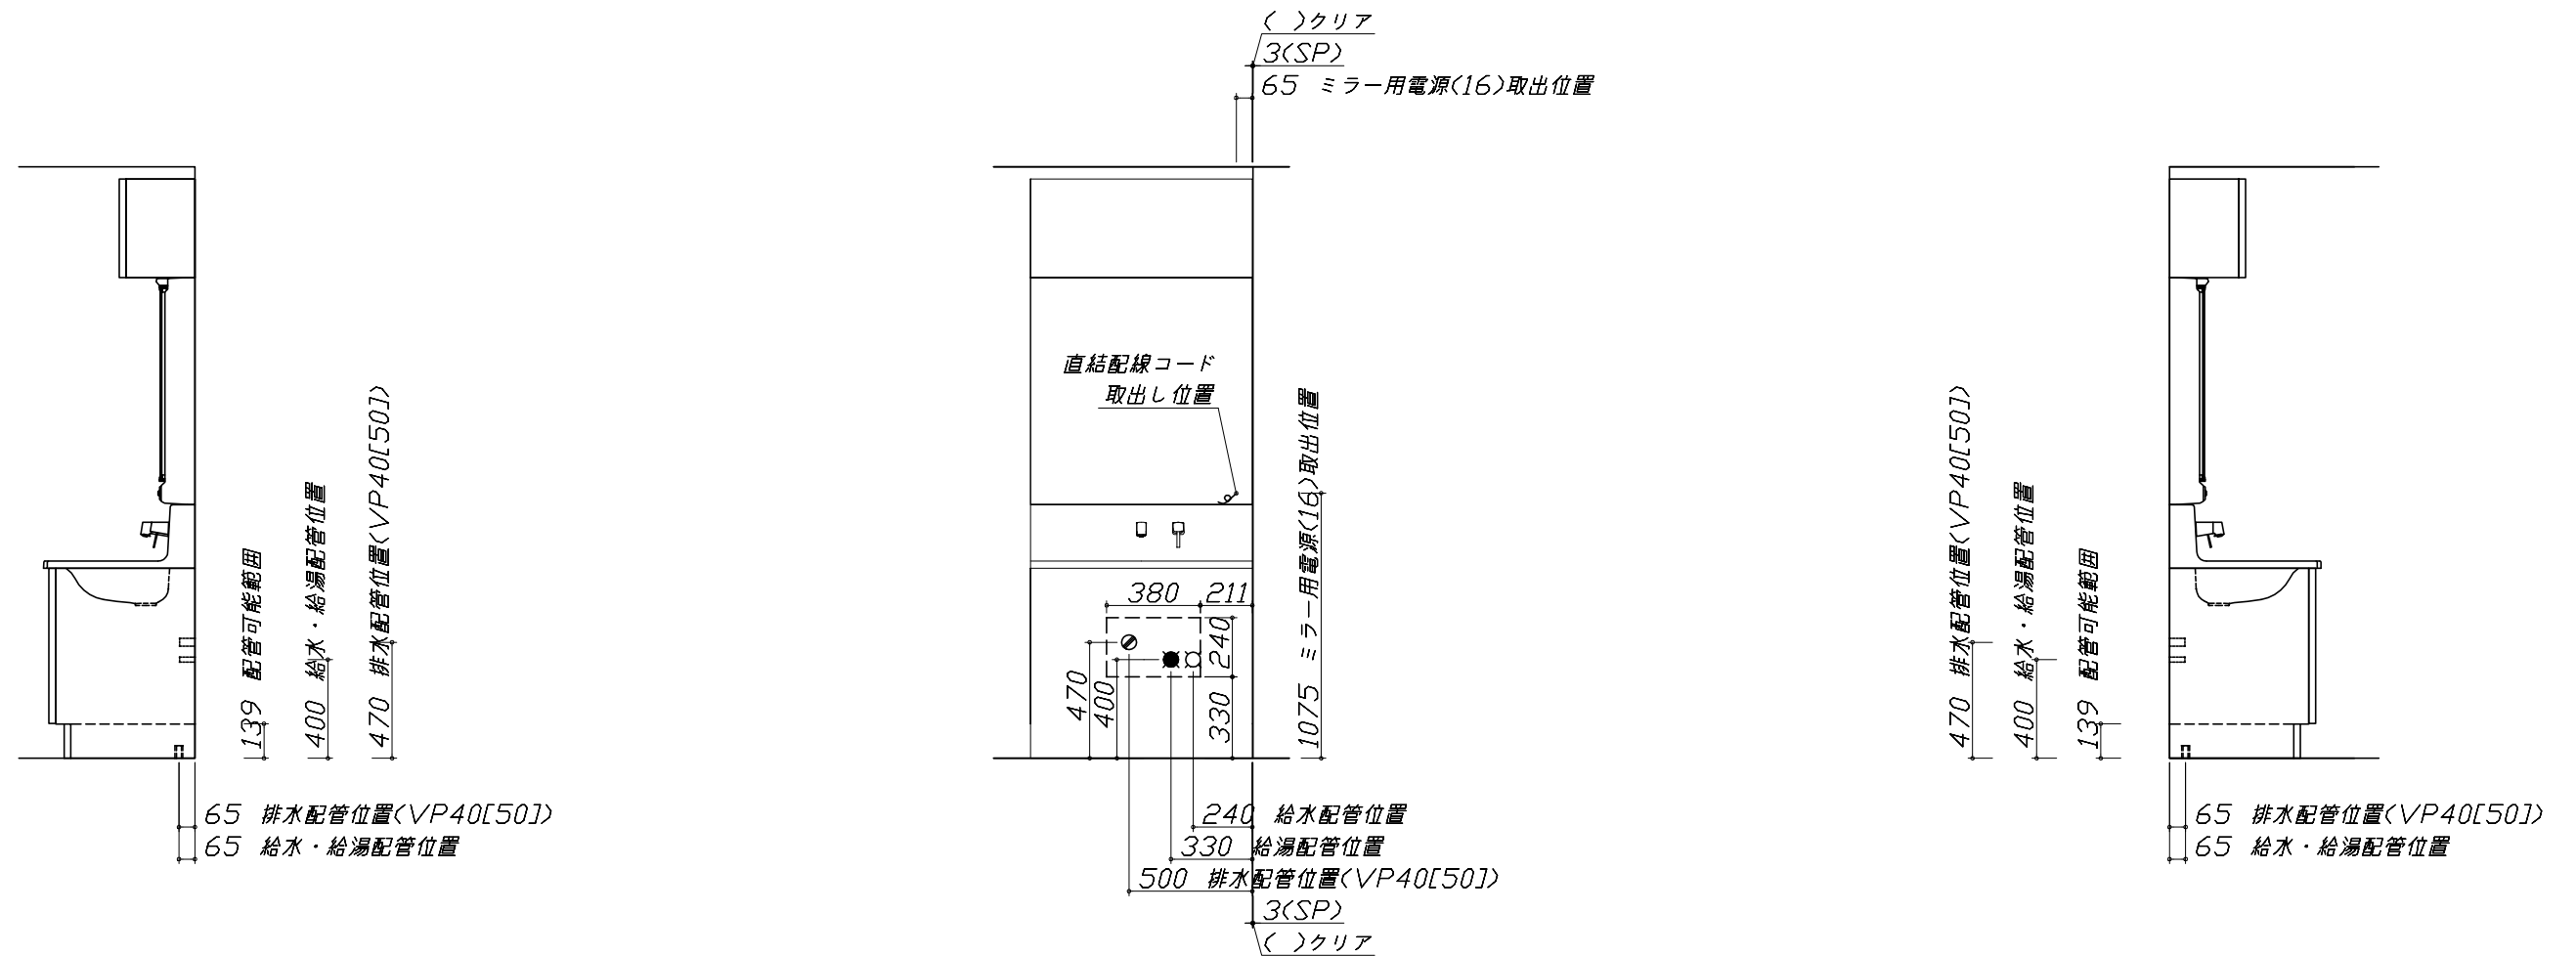 ( )クリア
3(SP)
65 ミラー用電源(16)取出位置
直結配線コード
取出し位置
139 配管可能範囲
400 給水・給湯配管位置
470 排水配管位置(VP40[50])
65 排水配管位置(VP40[50])
65 給水・給湯配管位置
380
211
240
330
470
400
1075 ミラー用電源(16)取出位置
240 給水配管位置
330 給湯配管位置
500 排水配管位置(VP40[50])
3(SP)
( )クリア
470 排水配管位置(VP40[50])
400 給水・給湯配管位置
139 配管可能範囲
65 排水配管位置(VP40[50])
65 給水・給湯配管位置